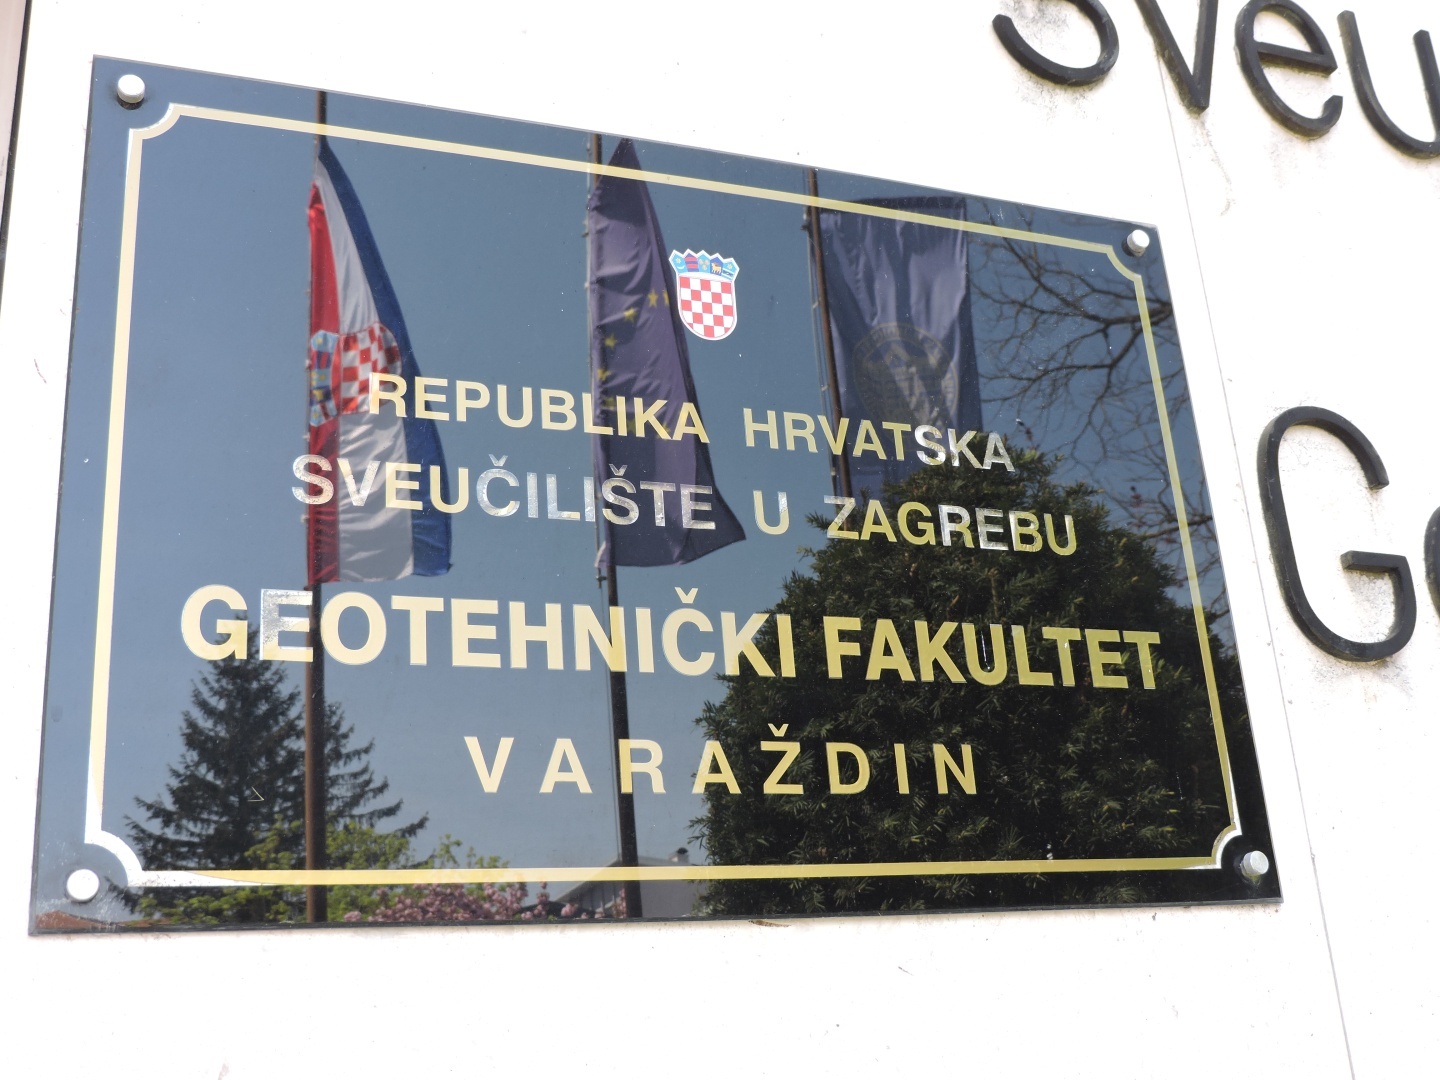 REPUBLIKA HRVATSKA
SVEUČILIŠTE U ZAGREBU
GEOTEHNIČKI FAKULTET
VARAŽDIN